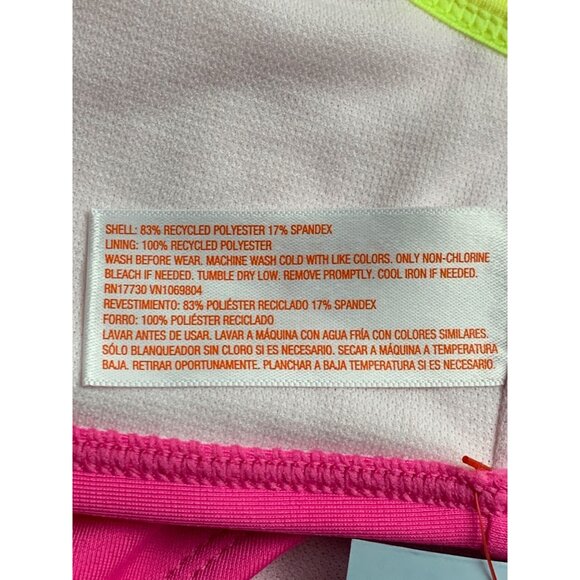 SHELL: 83% RECYCLED POLYESTER 17% SPANDEX
LINING: 100% RECYCLED POLYESTER
WASH BEFORE WEAR. MACHINE WASH COLD WITH LIKE COLORS. ONLY NON-CHLORINE
BLEACH IF NEEDED. TUMBLE DRY LOW. REMOVE PROMPTLY. COOL IRON IF NEEDED.
RN17730 VN1069804
REVESTIMIENTO: 83% POLIÉSTER RECICLADO 17% SPANDEX
FORRO: 100% POLIÉSTER RECICLADO
LAVAR ANTES DE USAR. LAVAR A MÁQUINA CON AGUA FRÍA CON COLORES SIMILARES.
SÓLO BLANQUEADOR SIN CLORO SI ES NECESARIO. SECAR A MÁQUINA A TEMPERATURA
BAJA. RETIRAR OPORTUNAMENTE. PLANCHAR A BAJA TEMPERATURA SI ES NECESARIO